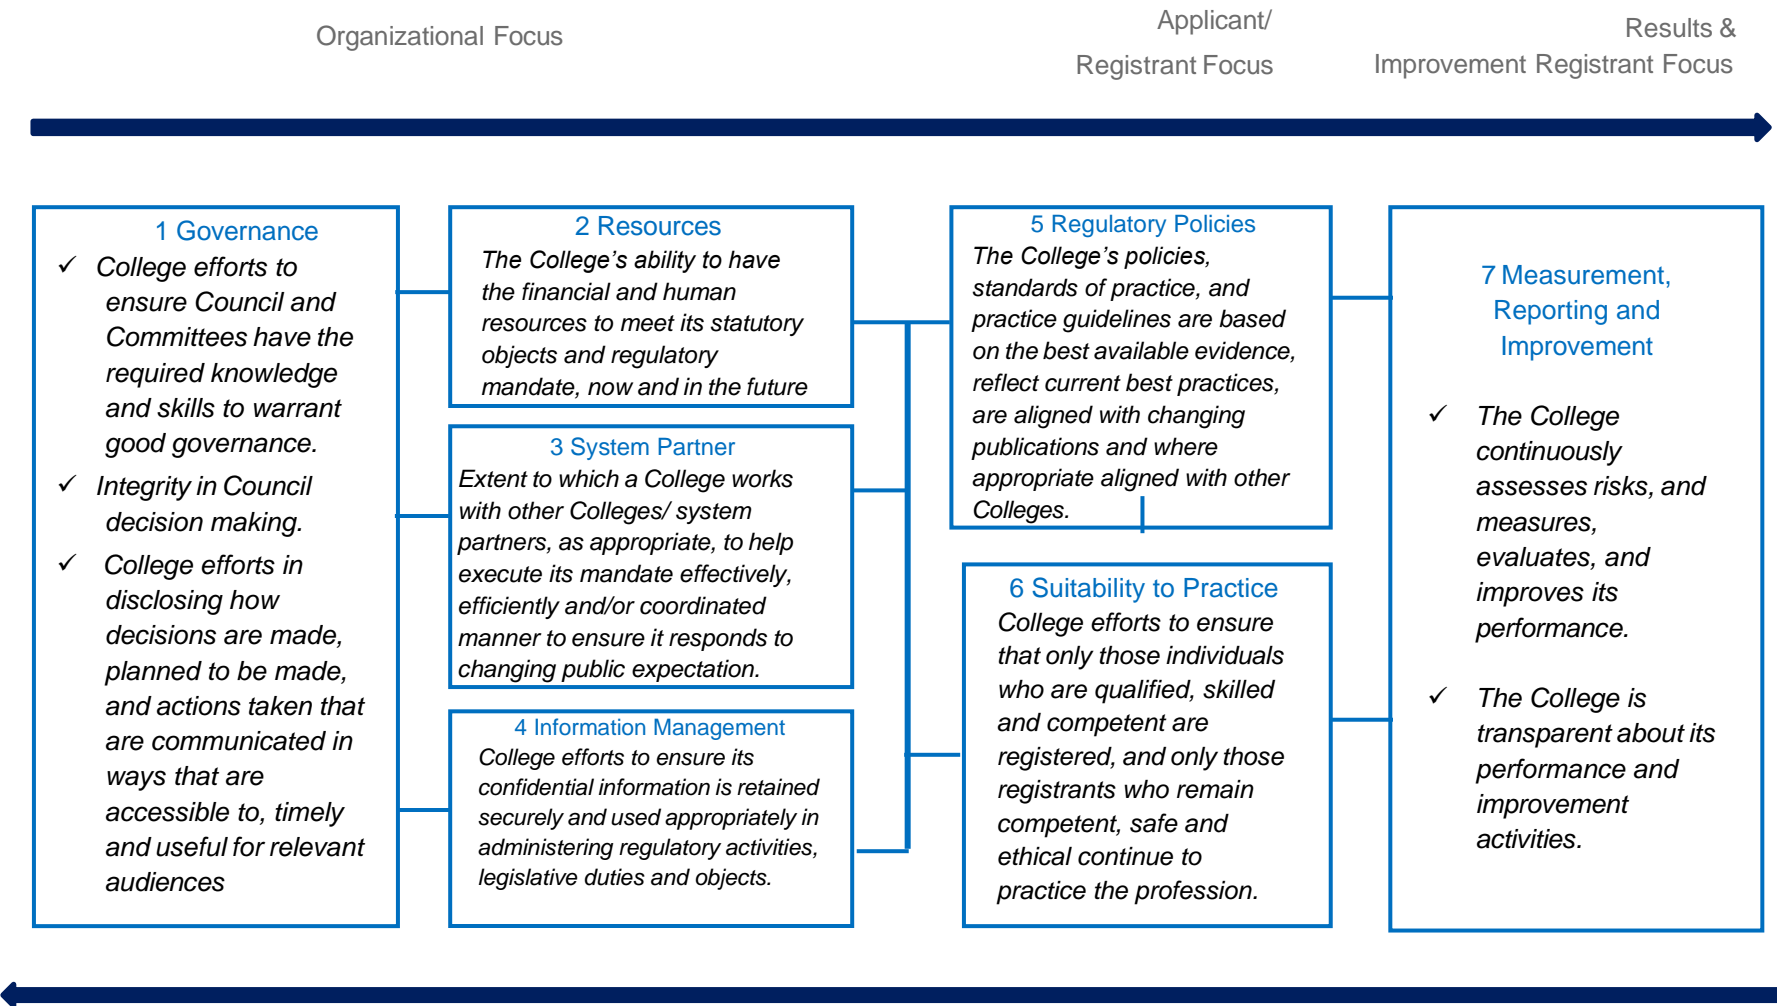 Organizational Focus
Applicant/
Registrant Focus
Results &
Improvement Registrant Focus
1 Governance
✓ College efforts to
ensure Council and
Committees have the
required knowledge
and skills to warrant
good governance.
✓ Integrity in Council
decision making.
✓ College efforts in
disclosing how
decisions are made,
planned to be made,
and actions taken that
are communicated in
ways that are
accessible to, timely
and useful for relevant
audiences
2 Resources
The College’s ability to have
the financial and human
resources to meet its statutory
objects and regulatory
mandate, now and in the future
3 System Partner
Extent to which a College works
with other Colleges/ system
partners, as appropriate, to help
execute its mandate effectively,
efficiently and/or coordinated
manner to ensure it responds to
changing public expectation.
4 Information Management
College efforts to ensure its
confidential information is retained
securely and used appropriately in
administering regulatory activities,
legislative duties and objects.
5 Regulatory Policies
The College’s policies,
standards of practice, and
practice guidelines are based
on the best available evidence,
reflect current best practices,
are aligned with changing
publications and where
appropriate aligned with other
Colleges.
6 Suitability to Practice
College efforts to ensure
that only those individuals
who are qualified, skilled
and competent are
registered, and only those
registrants who remain
competent, safe and
ethical continue to
practice the profession.
7 Measurement,
Reporting and
Improvement
✓ The College
continuously
assesses risks, and
measures,
evaluates, and
improves its
performance.
✓ The College is
transparent about its
performance and
improvement
activities.